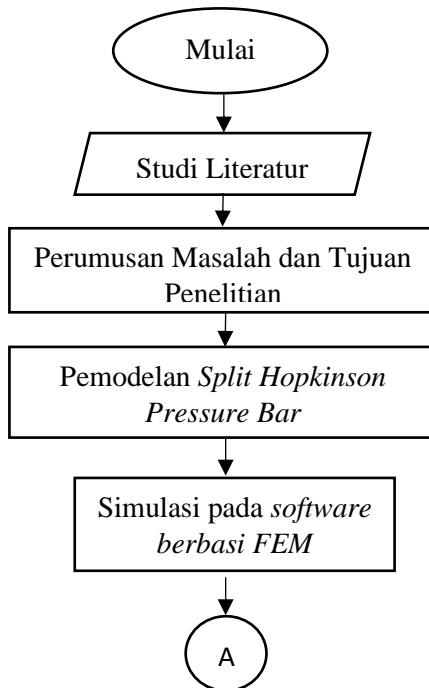 Mulai
Studi Literatur
Perumusan Masalah dan Tujuan
Penelitian
Pemodelan Split Hopkinson
Pressure Bar
Simulasi pada software
berbasi FEM
A